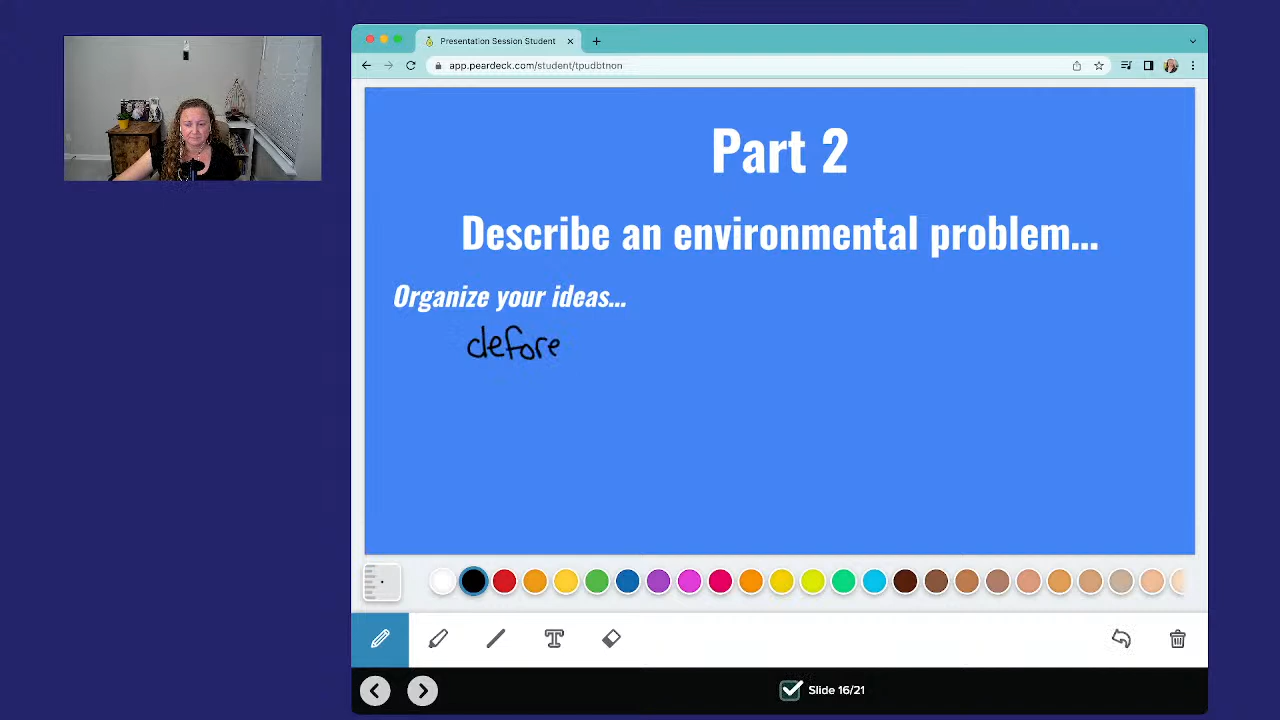 Presentation Session Student
app.peardeck.com/student/tpudbtnon
Part 2
Describe an environmental problem...
Organize your ideas...
defore
Slide 16/21